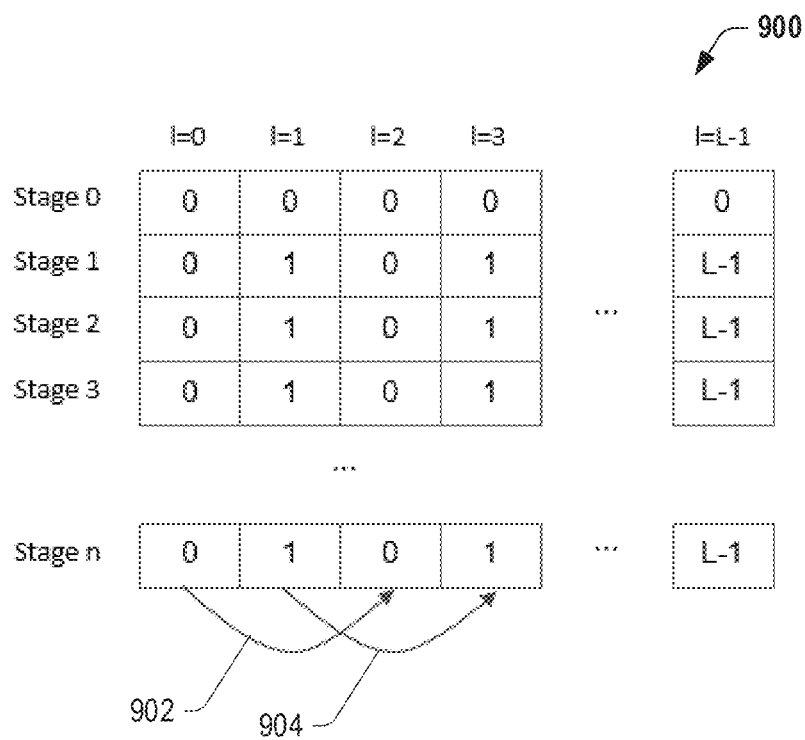 900
l=0 l=1 l=2 l=3 l=L-1
Stage 0 0 0 0 0 0
Stage 1 0 1 0 1 L-1
Stage 2 0 1 0 1 ... L-1
Stage 3 0 1 0 1 L-1
...
Stage n 0 1 0 1 ... L-1
902 904